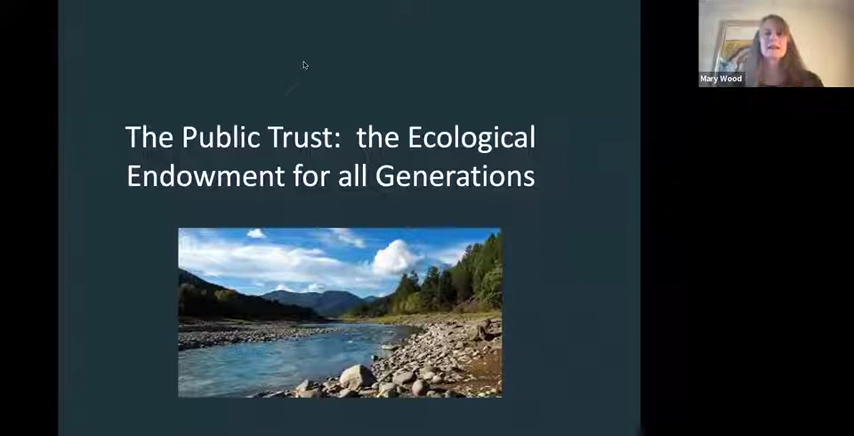 The Public Trust:  the Ecological
Endowment for all Generations
Mary Wood